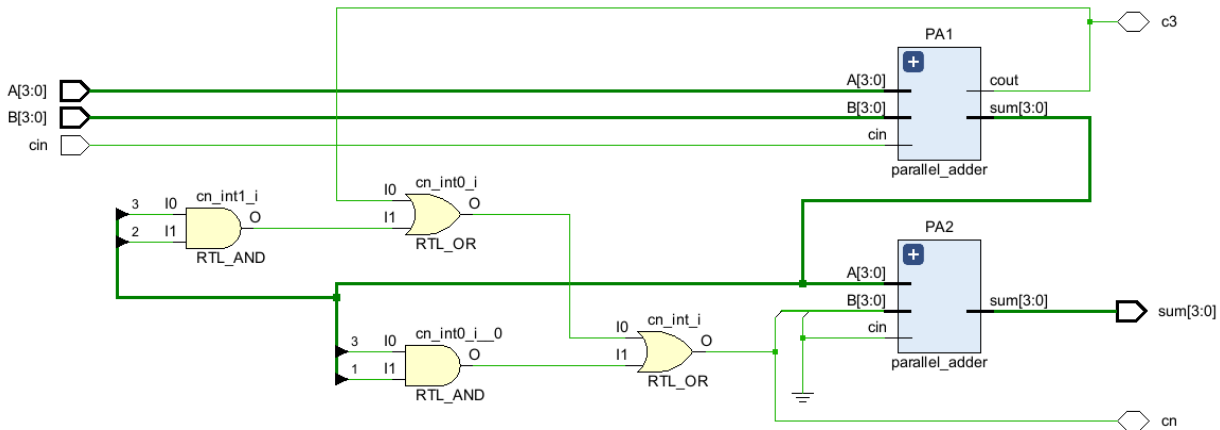 c3
PA1
A[3:0]
A[3:0]
cout
B[3:0]
B[3:0]
sum[3:0]
cin
cin
parallel_adder
cn_int1_i
cn_int0_i
3
I0
O
I0
O
2
I1
I1
RTL_AND
RTL_OR
PA2
A[3:0]
B[3:0]
sum[3:0]
sum[3:0]
cin
parallel_adder
cn_int0_i__0
cn_int_i
3
I0
O
I0
O
1
I1
I1
RTL_AND
RTL_OR
cn